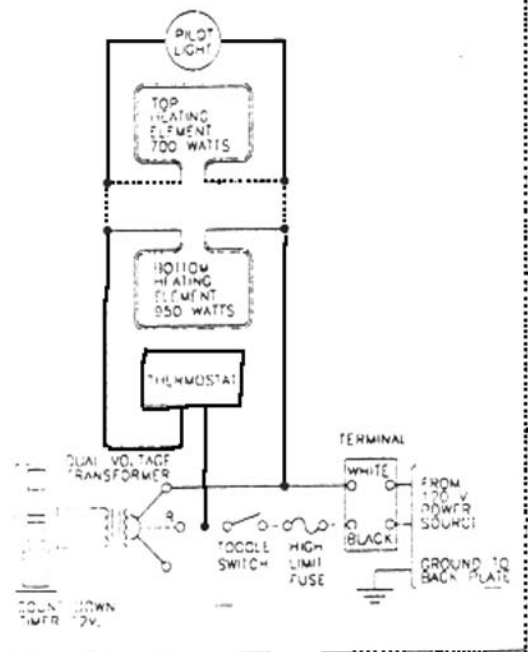 PILOT
LIGHT
TOP
HEATING
ELEMENT
700 WATTS
BOTTOM
HEATING
ELEMENT
950 WATTS
THERMOSTAT
DUAL VOLTAGE
TRANSFORMER
TERMINAL
WHITE
BLACK
FROM
120 V
POWER
SOURCE
TOGGLE
SWITCH
HIGH
LIMIT
FUSE
GROUND TO
BACK PLATE
COUNT DOWN
TIMER 12V.